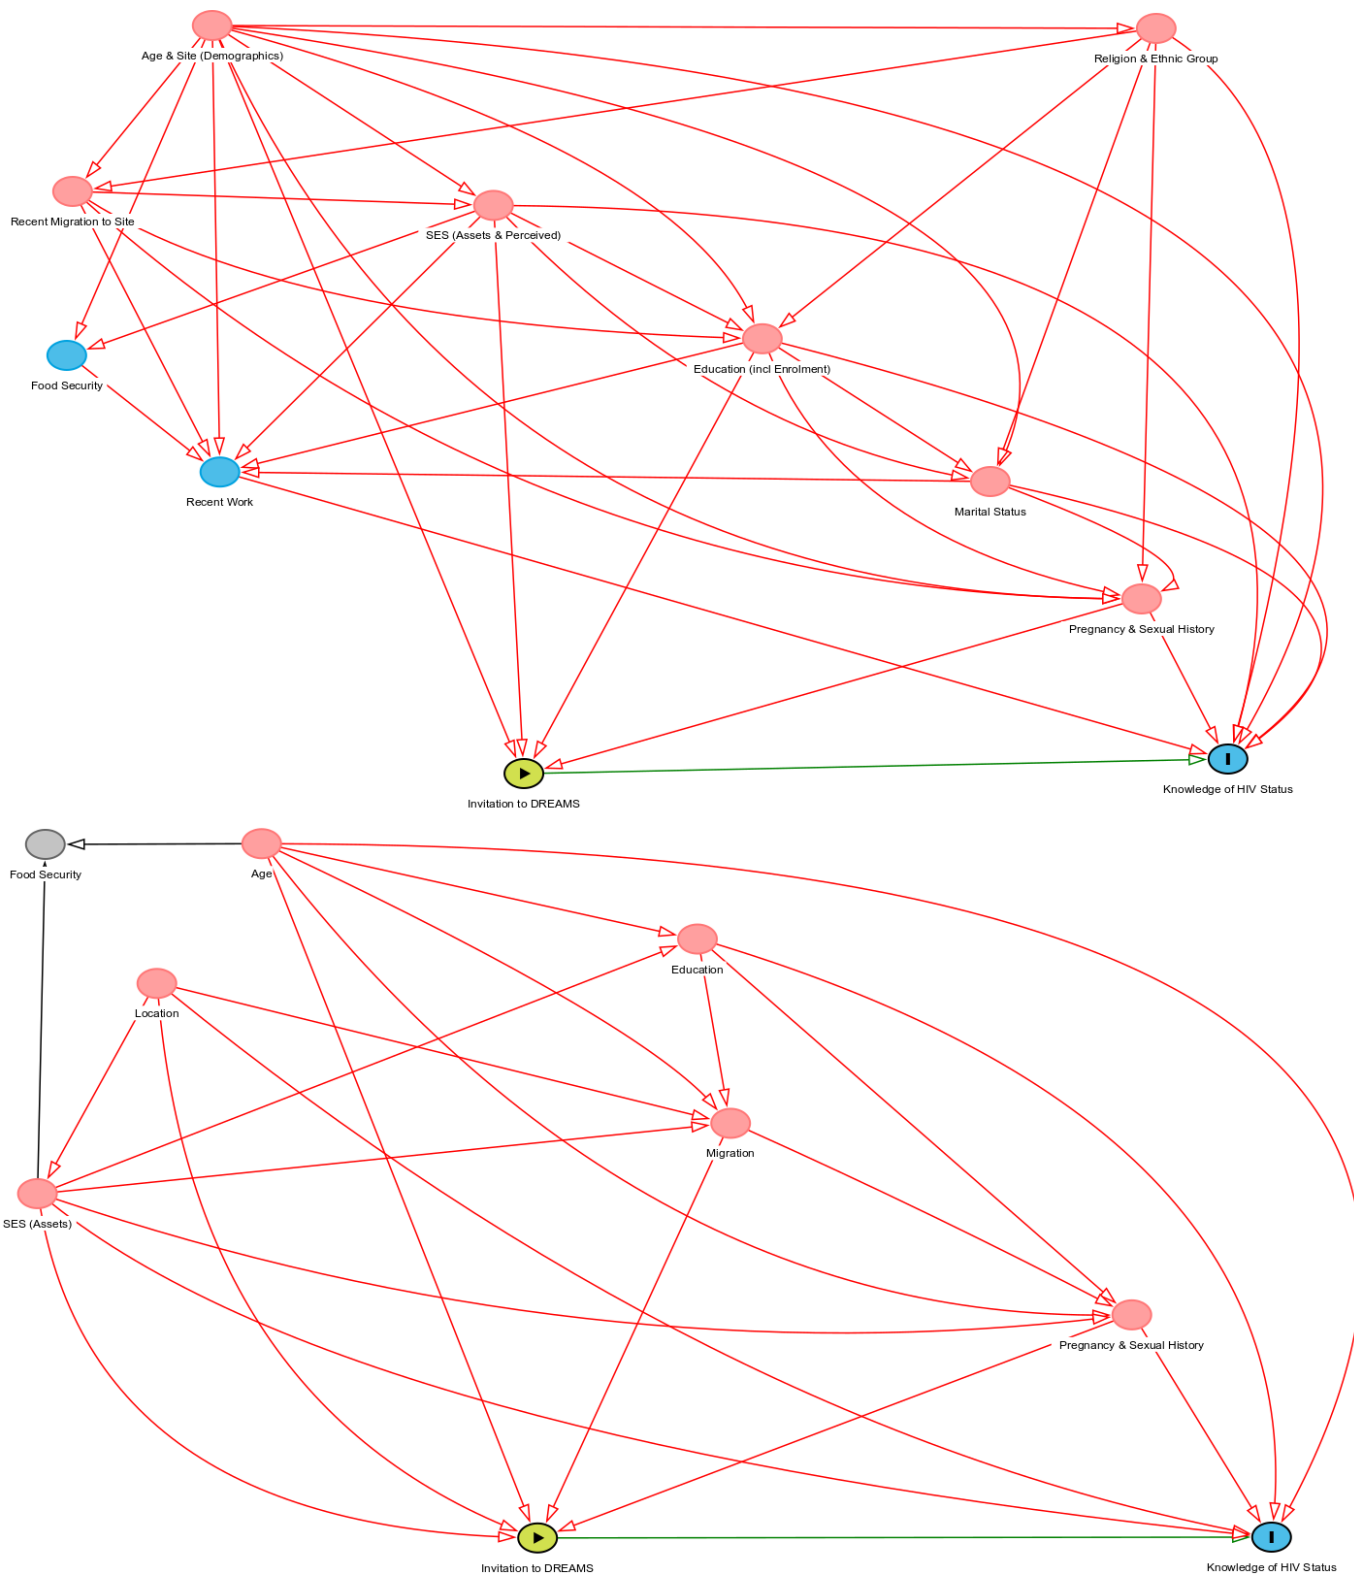 Age & Site (Demographics)
Religion & Ethnic Group
Recent Migration to Site
SES (Assets & Perceived)
Education (incl Enrolment)
Food Security
Recent Work
Marital Status
Pregnancy & Sexual History
Knowledge of HIV Status
Invitation to DREAMS
Food Security
Age
Education
Location
Migration
SES (Assets)
Pregnancy & Sexual History
Invitation to DREAMS
Knowledge of HIV Status